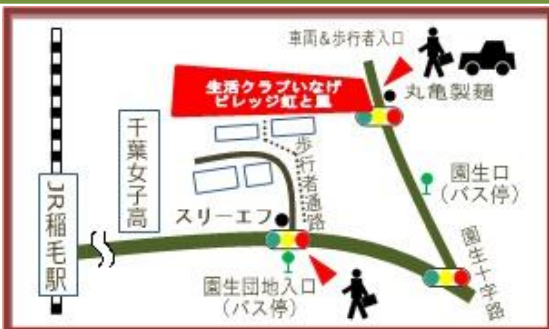 車両&歩行者入口
生活クラブいなげ
ビレッジ虹と風
丸亀製麺
千葉女子高
歩行者通路
園生口
(バス停)
JR稲毛駅
スリーエフ
園生団地入口
(バス停)
園生十字路